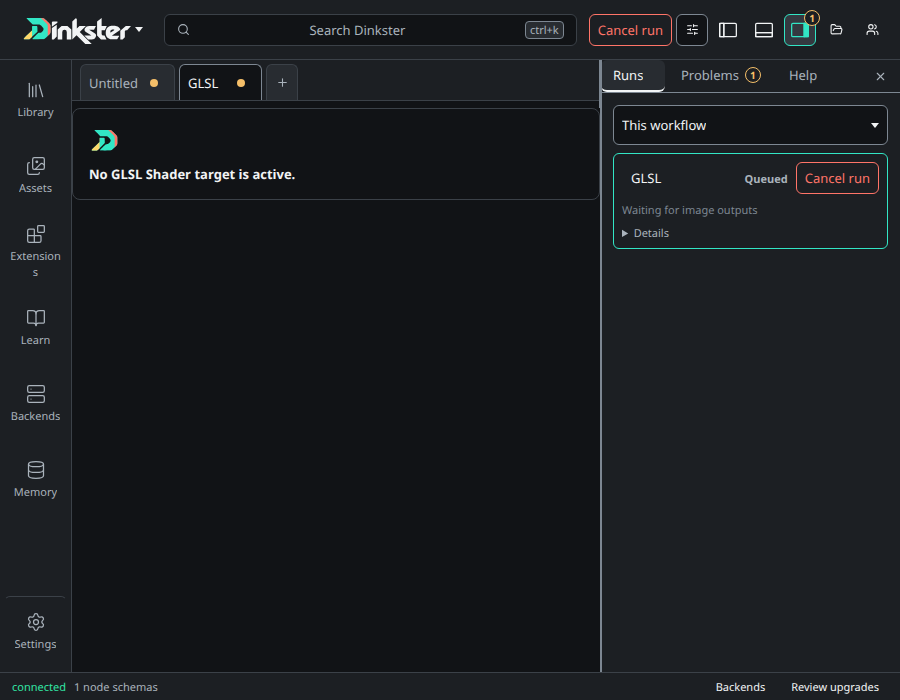 Dinkster
Search Dinkster
ctrl+k
Cancel run
1
Library
Assets
Extension
s
Learn
Backends
Memory
Settings
Untitled
GLSL
+
No GLSL Shader target is active.
Runs
Problems 1
Help
This workflow
GLSL
Queued
Cancel run
Waiting for image outputs
Details
connected
1 node schemas
Backends
Review upgrades